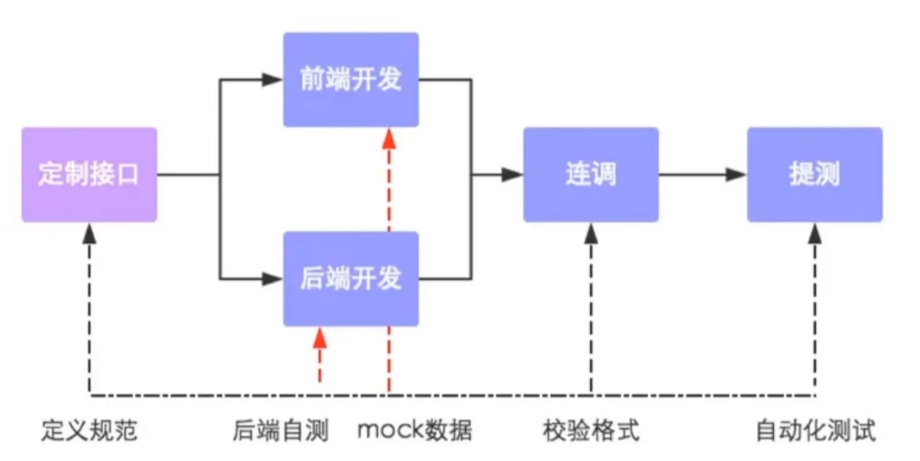 前端开发
定制接口
连调
提测
后端开发
定义规范
后端自测
mock数据
校验格式
自动化测试